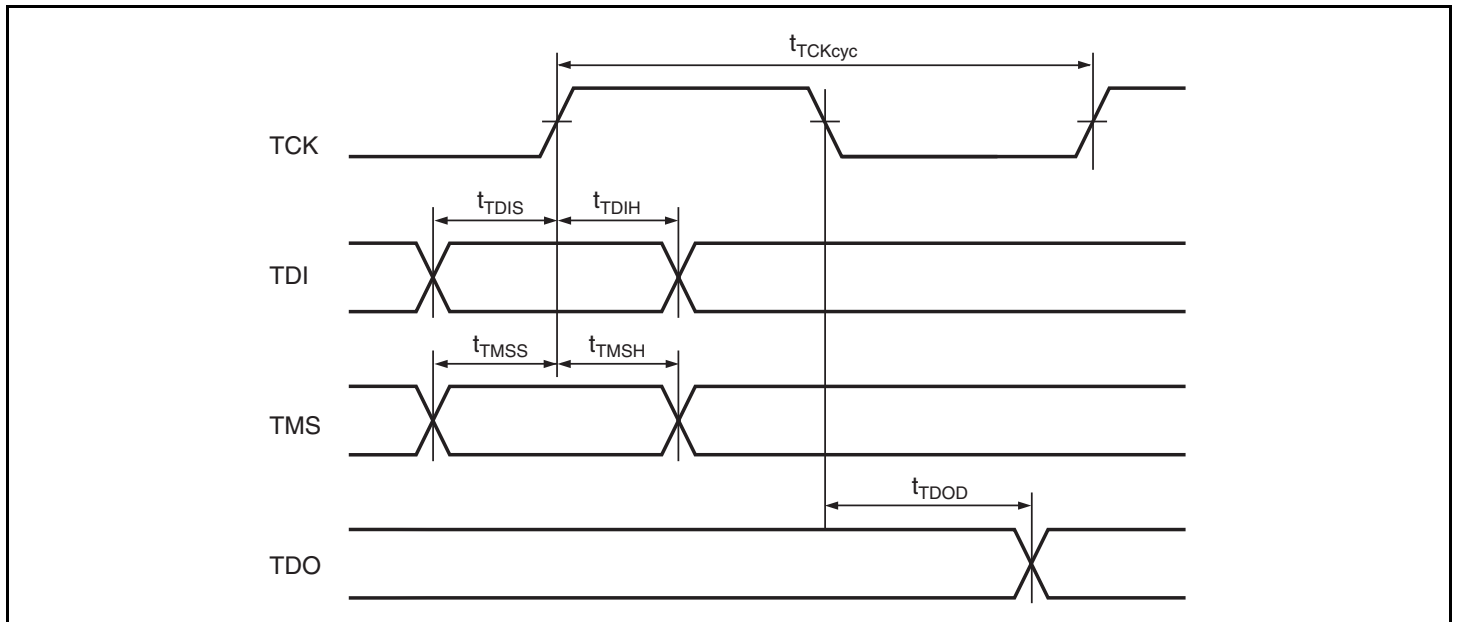 tTCKcyc
TCK
tTDIS tTDIH
TDI
tTMSS tTMSH
TMS
tTDOD
TDO